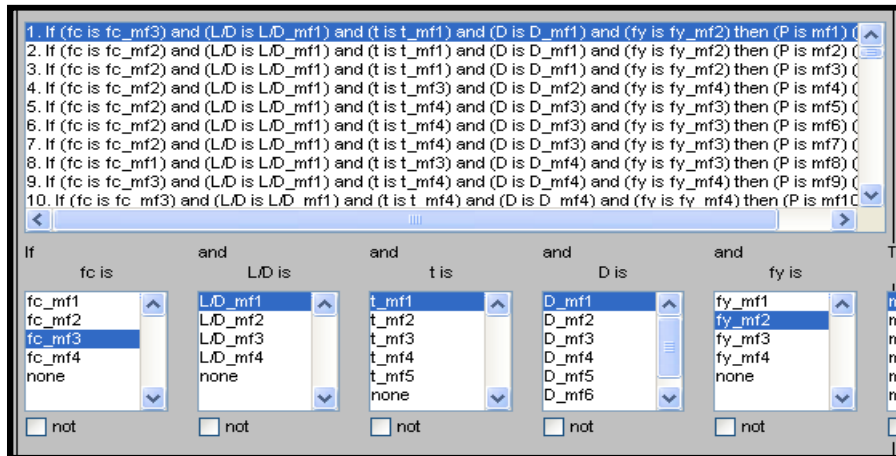 1. If (fc is fc_mf3) and (L/D is L/D_mf1) and (t is t_mf1) and (D is D_mf1) and (fy is fy_mf2) then (P is mf1) (
2. If (fc is fc_mf2) and (L/D is L/D_mf1) and (t is t_mf1) and (D is D_mf1) and (fy is fy_mf2) then (P is mf2) (
3. If (fc is fc_mf2) and (L/D is L/D_mf1) and (t is t_mf1) and (D is D_mf1) and (fy is fy_mf2) then (P is mf3) (
4. If (fc is fc_mf2) and (L/D is L/D_mf1) and (t is t_mf3) and (D is D_mf2) and (fy is fy_mf4) then (P is mf4) (
5. If (fc is fc_mf2) and (L/D is L/D_mf1) and (t is t_mf4) and (D is D_mf3) and (fy is fy_mf4) then (P is mf5) (
6. If (fc is fc_mf2) and (L/D is L/D_mf1) and (t is t_mf4) and (D is D_mf3) and (fy is fy_mf3) then (P is mf6) (
7. If (fc is fc_mf2) and (L/D is L/D_mf1) and (t is t_mf4) and (D is D_mf3) and (fy is fy_mf3) then (P is mf7) (
8. If (fc is fc_mf1) and (L/D is L/D_mf1) and (t is t_mf3) and (D is D_mf4) and (fy is fy_mf3) then (P is mf8) (
9. If (fc is fc_mf3) and (L/D is L/D_mf1) and (t is t_mf4) and (D is D_mf4) and (fy is fy_mf4) then (P is mf9) (
10. If (fc is fc_mf3) and (L/D is L/D_mf1) and (t is t_mf4) and (D is D_mf4) and (fy is fy_mf4) then (P is mf10
If and and and and T
fc is L/D is t is D is fy is
fc_mf1 L/D_mf1 t_mf1 D_mf1 fy_mf1 m
fc_mf2 L/D_mf2 t_mf2 D_mf2 fy_mf2 m
fc_mf3 L/D_mf3 t_mf3 D_mf3 fy_mf3 m
fc_mf4 L/D_mf4 t_mf4 D_mf4 fy_mf4 m
none none t_mf5 D_mf5 none m
none D_mf6 m
not not not not not